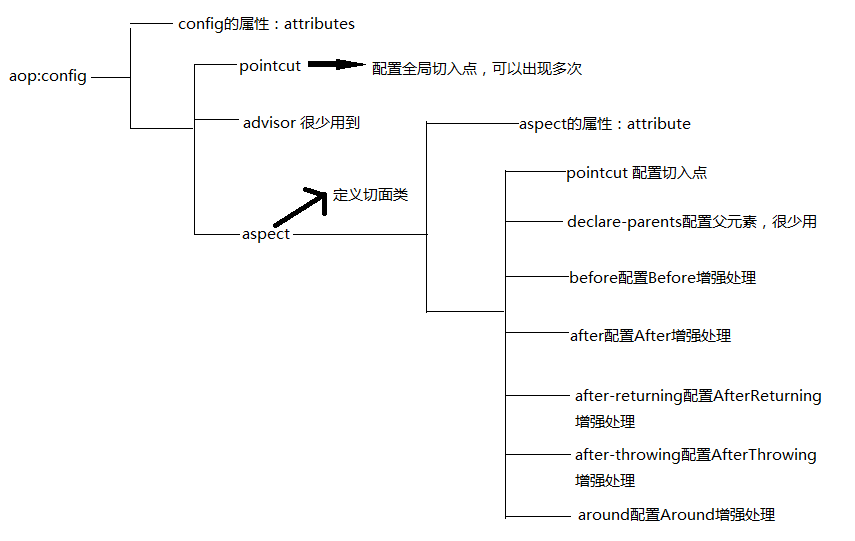 config的属性：attributes
aop:config
pointcut
配置全局切入点，可以出现多次
advisor 很少用到
aspect的属性：attribute
pointcut 配置切入点
定义切面类
declare-parents配置父元素，很少用
aspect
before配置Before增强处理
after配置After增强处理
after-returning配置AfterReturning
增强处理
after-throwing配置AfterThrowing
增强处理
around配置Around增强处理